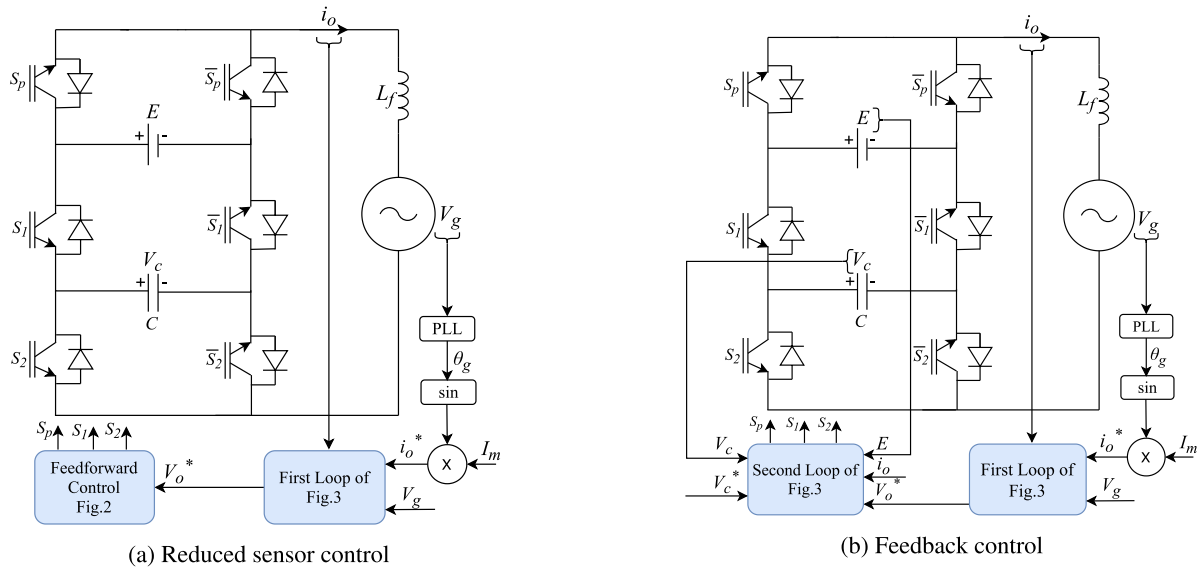 i_o
S_p
S̅_p
L_f
E
+ -
S_1
S̅_1
V_g
V_c
+ -
C
PLL
θ_g
S_2
S̅_2
sin
S_p S_1 S_2
Feedforward
Control
Fig.2
V_o*
First Loop of
Fig.3
i_o*
x
I_m
V_g
(a) Reduced sensor control
i_o
S_p
S̅_p
L_f
E
+ -
S_1
S̅_1
V_g
V_c
+ -
C
PLL
θ_g
S_2
S̅_2
sin
S_p S_1 S_2
V_c
V_c*
Second Loop of
Fig.3
E
i_o
V_o*
First Loop of
Fig.3
i_o*
x
I_m
V_g
(b) Feedback control